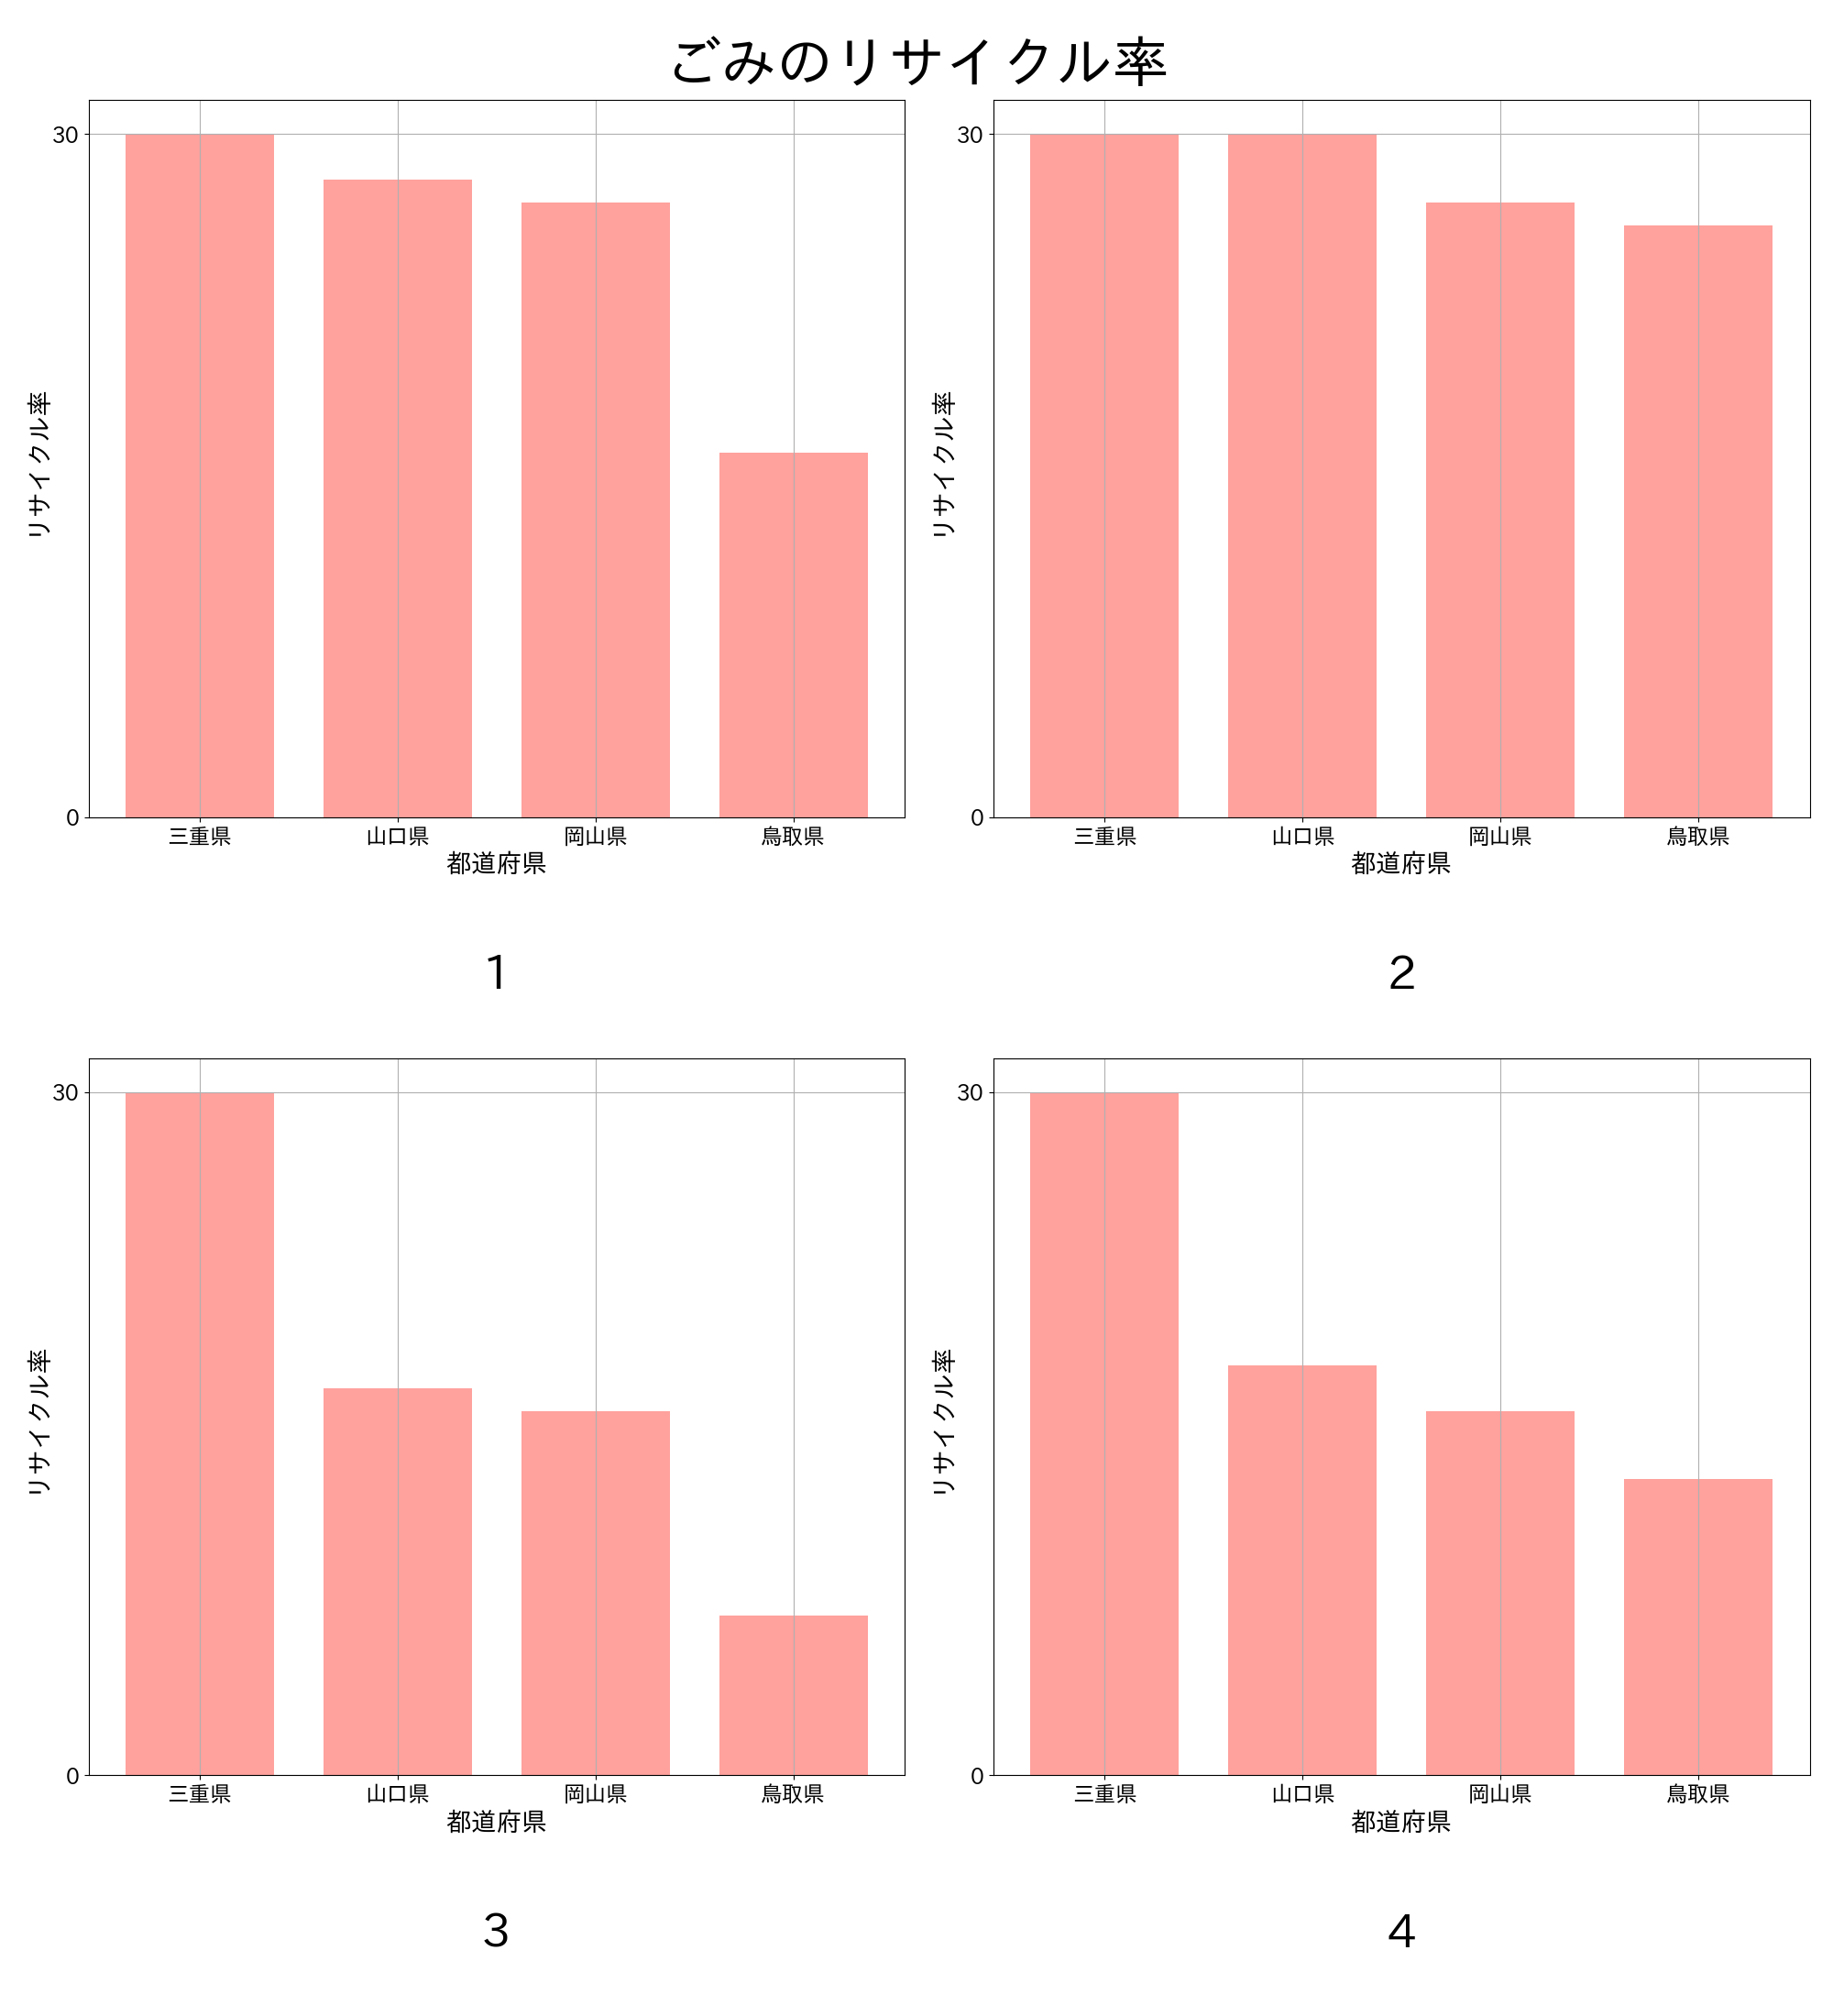 ごみのリサイクル率
30
0
リサイクル率
三重県 山口県 岡山県 鳥取県
都道府県
1
30
0
リサイクル率
三重県 山口県 岡山県 鳥取県
都道府県
2
30
0
リサイクル率
三重県 山口県 岡山県 鳥取県
都道府県
3
30
0
リサイクル率
三重県 山口県 岡山県 鳥取県
都道府県
4